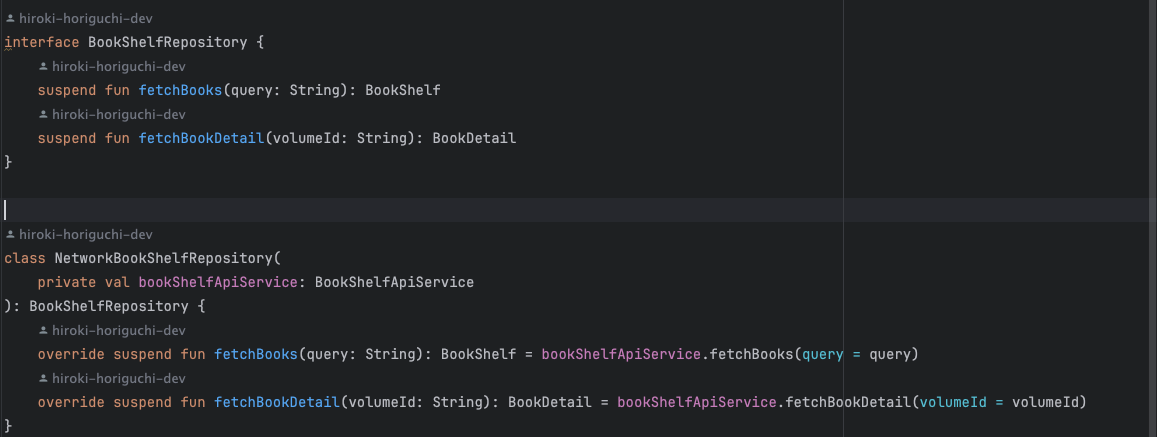 hiroki-horiguchi-dev
interface BookShelfRepository {
hiroki-horiguchi-dev
suspend fun fetchBooks(query: String): BookShelf
hiroki-horiguchi-dev
suspend fun fetchBookDetail(volumeId: String): BookDetail
}
hiroki-horiguchi-dev
class NetworkBookShelfRepository(
private val bookShelfApiService: BookShelfApiService
): BookShelfRepository {
hiroki-horiguchi-dev
override suspend fun fetchBooks(query: String): BookShelf = bookShelfApiService.fetchBooks(query = query)
hiroki-horiguchi-dev
override suspend fun fetchBookDetail(volumeId: String): BookDetail = bookShelfApiService.fetchBookDetail(volumeId = volumeId)
}